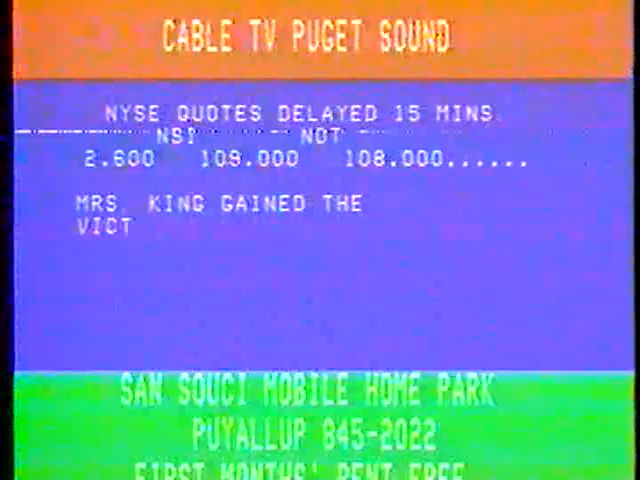 CABLE TV PUGET SOUND
NYSE QUOTES DELAYED 15 MINS.
NSI NOT
2.600 109.000 108.000......
MRS. KING GAINED THE
VICT
SAN SOUCI MOBILE HOME PARK
PUYALLUP 845-2022
FIRST MONTHS' RENT FREE